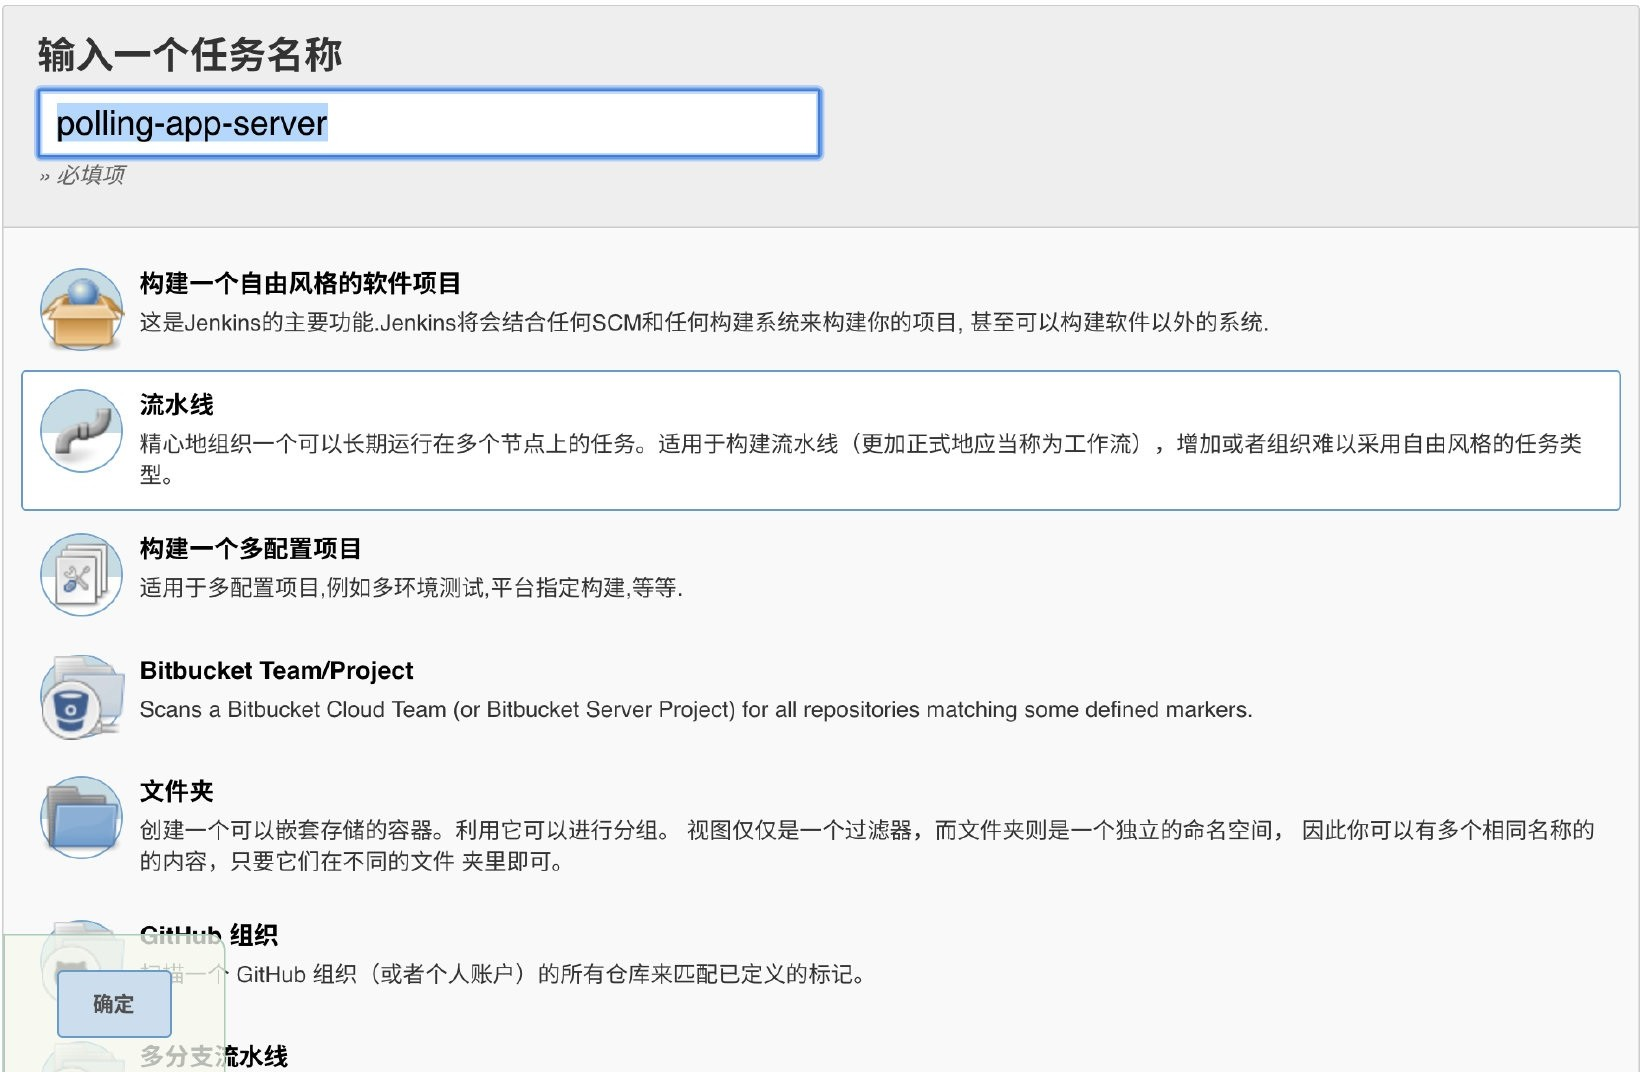 输入一个任务名称
polling-app-server
» 必填项
构建一个自由风格的软件项目
这是Jenkins的主要功能.Jenkins将会结合任何SCM和任何构建系统来构建你的项目, 甚至可以构建软件以外的系统.
流水线
精心地组织一个可以长期运行在多个节点上的任务。适用于构建流水线（更加正式地应当称为工作流），增加或者组织难以采用自由风格的任务类
型。
构建一个多配置项目
适用于多配置项目,例如多环境测试,平台指定构建,等等.
Bitbucket Team/Project
Scans a Bitbucket Cloud Team (or Bitbucket Server Project) for all repositories matching some defined markers.
文件夹
创建一个可以嵌套存储的容器。利用它可以进行分组。 视图仅仅是一个过滤器，而文件夹则是一个独立的命名空间， 因此你可以有多个相同名称的
的内容，只要它们在不同的文件 夹里即可。
GitHub 组织
扫描一个 GitHub 组织（或者个人账户）的所有仓库来匹配已定义的标记。
确定
多分支流水线